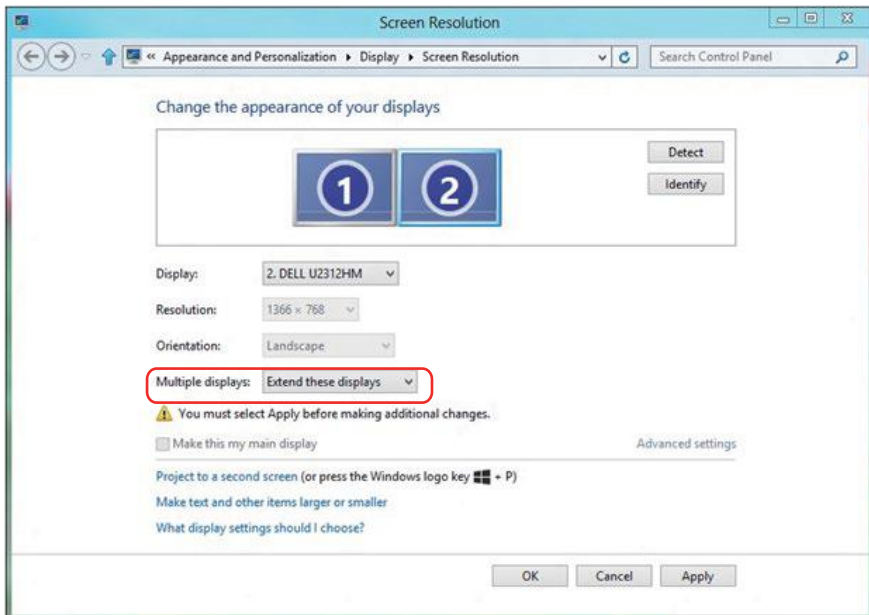 Screen Resolution
« Appearance and Personalization ▸ Display ▸ Screen Resolution
Search Control Panel
Change the appearance of your displays
1
2
Detect
Identify
Display: 2. DELL U2312HM
Resolution: 1366 × 768
Orientation: Landscape
Multiple displays: Extend these displays
You must select Apply before making additional changes.
Make this my main display
Advanced settings
Project to a second screen (or press the Windows logo key + P)
Make text and other items larger or smaller
What display settings should I choose?
OK
Cancel
Apply